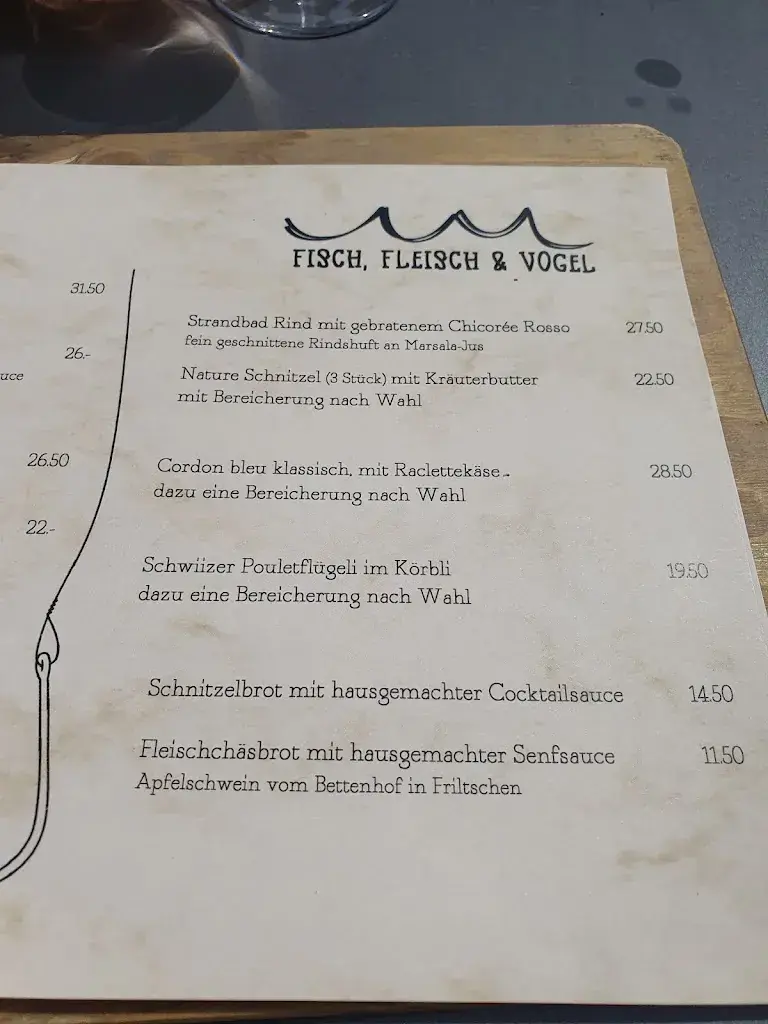 31.50
26.-
uce
26.50
22.-
FISCH, FLEISCH & VOGEL
Strandbad Rind mit gebratenem Chicorée Rosso 27.50
fein geschnittene Rindshuft an Marsala-Jus
Nature Schnitzel (3 Stück) mit Kräuterbutter 22.50
mit Bereicherung nach Wahl
Cordon bleu klassisch, mit Raclettekäse 28.50
dazu eine Bereicherung nach Wahl
Schwiizer Pouletflügeli im Körbli 19.50
dazu eine Bereicherung nach Wahl
Schnitzelbrot mit hausgemachter Cocktailsauce 14.50
Fleischchäsbrot mit hausgemachter Senfsauce 11.50
Apfelschwein vom Bettenhof in Friltschen